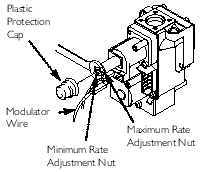 Plastic
Protection
Cap
Modulator
Wire
Maximum Rate
Adjustment Nut
Minimum Rate
Adjustment Nut